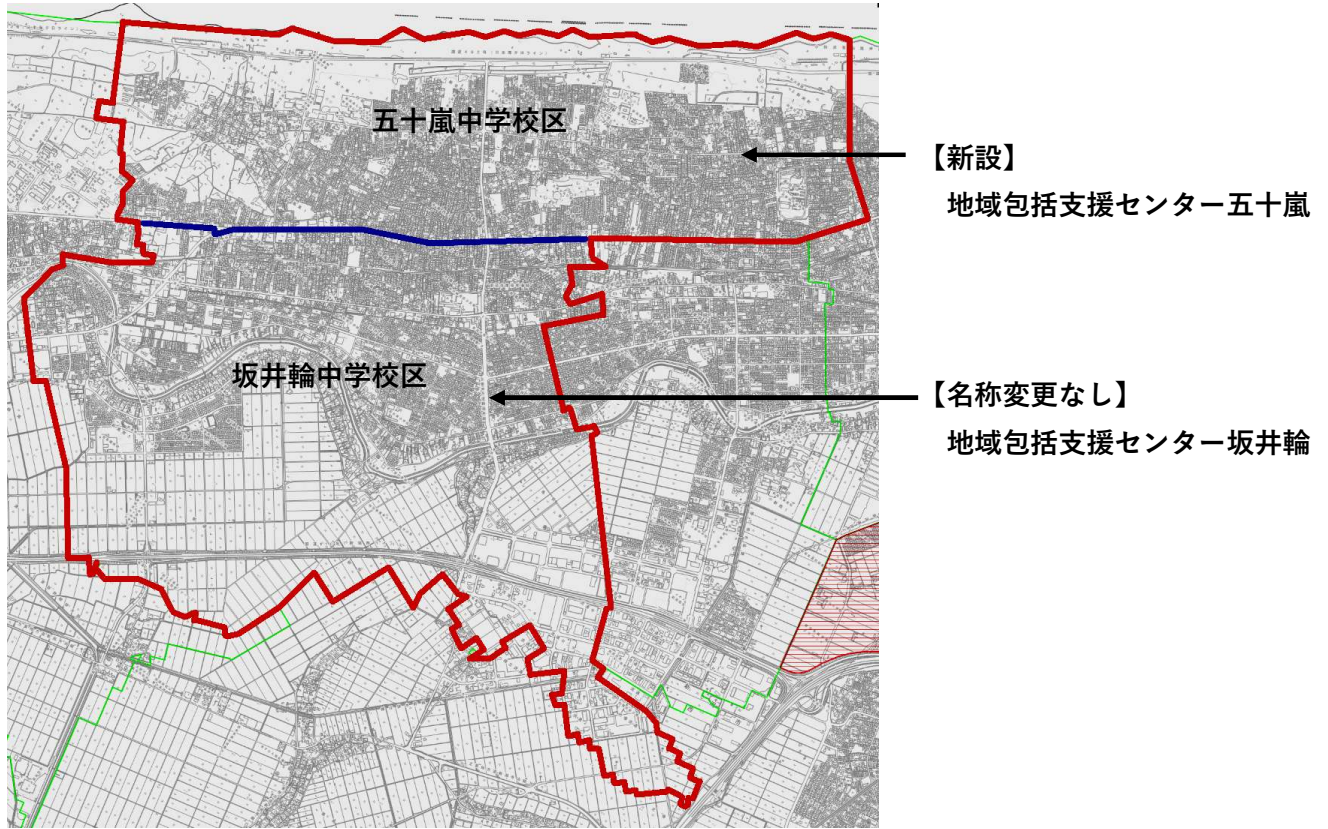 五十嵐中学校区
【新設】
地域包括支援センター五十嵐
坂井輪中学校区
【名称変更なし】
地域包括支援センター坂井輪